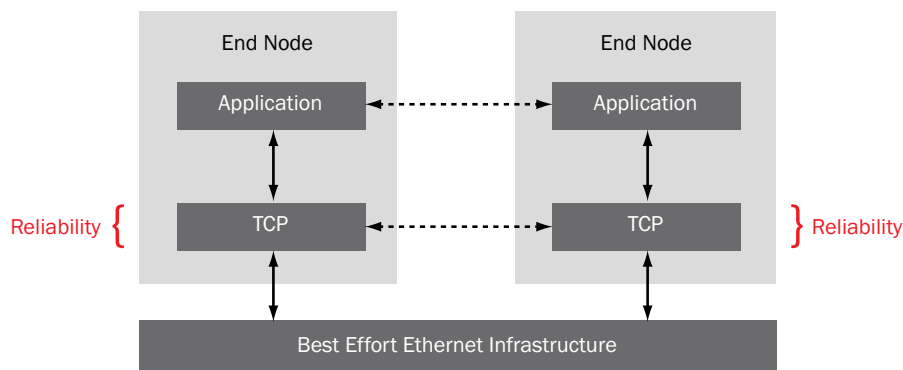 End Node
End Node
Application
Application
Reliability
TCP
TCP
Reliability
Best Effort Ethernet Infrastructure